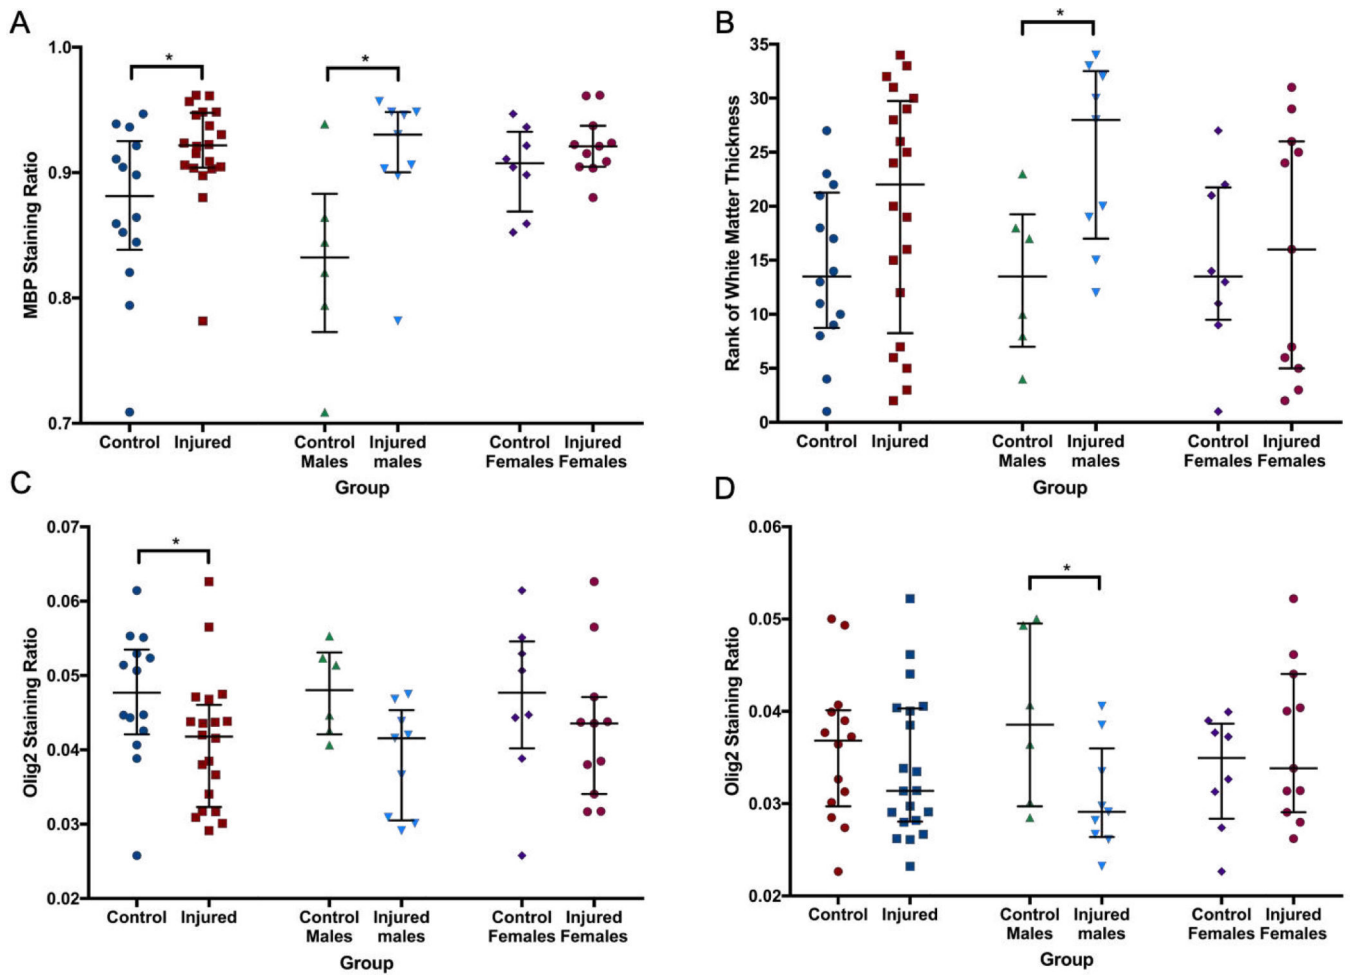 A
MBP Staining Ratio
1.0
0.9
0.8
0.7
*
*
Control
Injured
Control
Males
Injured
males
Control
Females
Injured
Females
Group
B
Rank of White Matter Thickness
35
30
25
20
15
10
5
0
*
Control
Injured
Control
Males
Injured
males
Control
Females
Injured
Females
Group
C
Olig2 Staining Ratio
0.07
0.06
0.05
0.04
0.03
0.02
*
Control
Injured
Control
Males
Injured
males
Control
Females
Injured
Females
Group
D
Olig2 Staining Ratio
0.06
0.05
0.04
0.03
0.02
*
Control
Injured
Control
Males
Injured
males
Control
Females
Injured
Females
Group